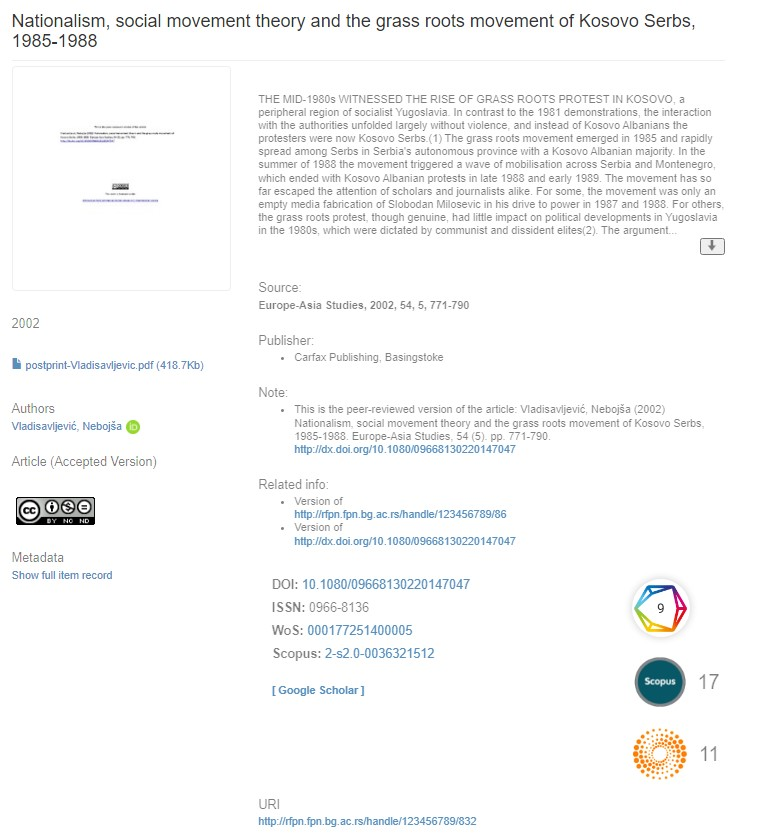 Nationalism, social movement theory and the grass roots movement of Kosovo Serbs,
1985-1988
THE MID-1980s WITNESSED THE RISE OF GRASS ROOTS PROTEST IN KOSOVO, a
peripheral region of socialist Yugoslavia. In contrast to the 1981 demonstrations, the interaction
with the authorities unfolded largely without violence, and instead of Kosovo Albanians the
protesters were now Kosovo Serbs.(1) The grass roots movement emerged in 1985 and rapidly
spread among Serbs in Serbia's autonomous province with a Kosovo Albanian majority. In the
summer of 1988 the movement triggered a wave of mobilisation across Serbia and Montenegro,
which ended with Kosovo Albanian protests in late 1988 and early 1989. The movement has so
far escaped the attention of scholars and journalists alike. For some, the movement was only an
empty media fabrication of Slobodan Milosevic in his drive to power in 1987 and 1988. For others,
the grass roots protest, though genuine, had little impact on political developments in Yugoslavia
in the 1980s, which were dictated by communist and dissident elites(2). The argument...
Source:
Europe-Asia Studies, 2002, 54, 5, 771-790
Publisher:
Carfax Publishing, Basingstoke
Note:
This is the peer-reviewed version of the article: Vladisavljević, Nebojša (2002)
Nationalism, social movement theory and the grass roots movement of Kosovo Serbs,
1985-1988. Europe-Asia Studies, 54 (5). pp. 771-790.
http://dx.doi.org/10.1080/09668130220147047
Related info:
Version of
http://rfpn.fpn.bg.ac.rs/handle/123456789/86
Version of
http://dx.doi.org/10.1080/09668130220147047
DOI: 10.1080/09668130220147047
ISSN: 0966-8136
WoS: 000177251400005
Scopus: 2-s2.0-0036321512
[ Google Scholar ]
9
Scopus 17
11
URI
http://rfpn.fpn.bg.ac.rs/handle/123456789/832
2002
postprint-Vladisavljevic.pdf (418.7Kb)
Authors
Vladisavljević, Nebojša iD
Article (Accepted Version)
cc
BY NC ND
Metadata
Show full item record